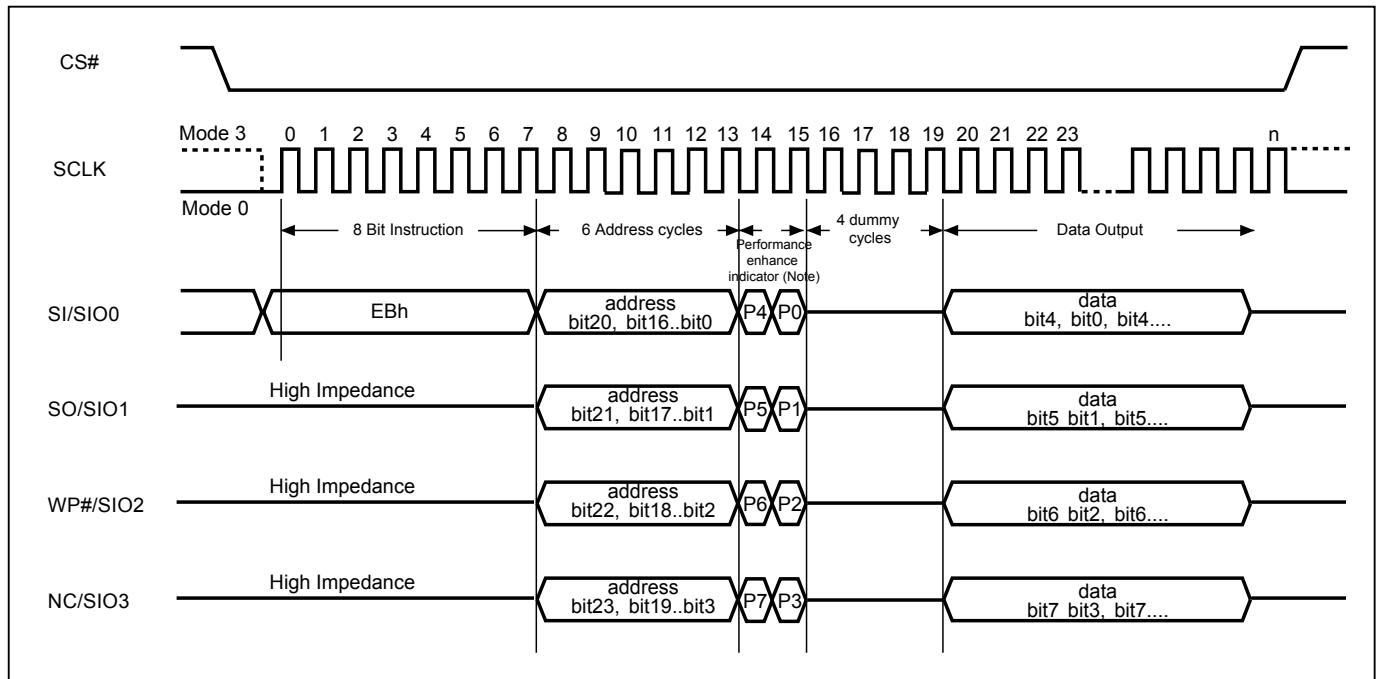 CS#
Mode 3
0 1 2 3 4 5 6 7 8 9 10 11 12 13 14 15 16 17 18 19 20 21 22 23 n
SCLK
Mode 0
8 Bit Instruction
6 Address cycles
Performance
enhance
indicator (Note)
4 dummy
cycles
Data Output
SI/SIO0
EBh
address
bit20, bit16..bit0
P4 P0
data
bit4, bit0, bit4....
SO/SIO1
High Impedance
address
bit21, bit17..bit1
P5 P1
data
bit5 bit1, bit5....
WP#/SIO2
High Impedance
address
bit22, bit18..bit2
P6 P2
data
bit6 bit2, bit6....
NC/SIO3
High Impedance
address
bit23, bit19..bit3
P7 P3
data
bit7 bit3, bit7....